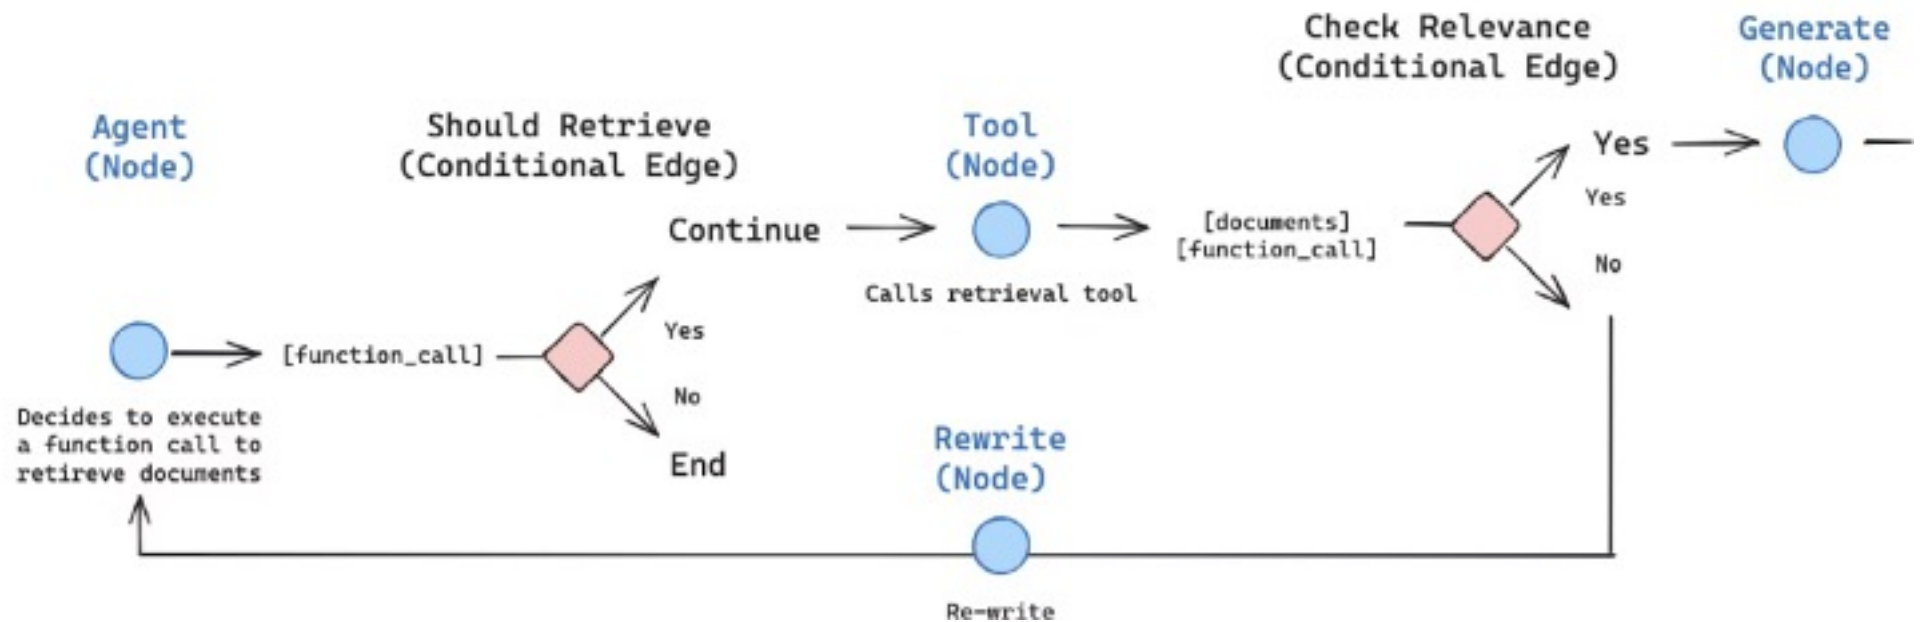 Check Relevance
(Conditional Edge)
Generate
(Node)
Agent
(Node)
Should Retrieve
(Conditional Edge)
Tool
(Node)
Yes
Yes
No
Continue
[documents]
[function_call]
Calls retrieval tool
[function_call]
Yes
No
End
Decides to execute
a function call to
retireve documents
Rewrite
(Node)
Re-write